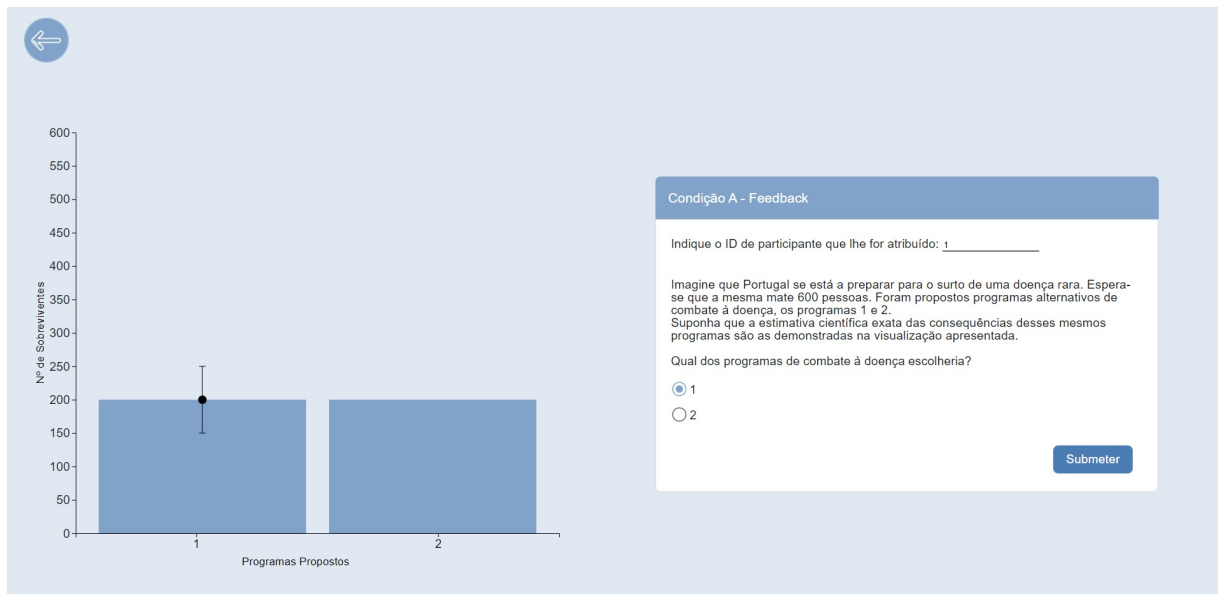 600
550
500
450
400
350
300
250
200
150
100
50
0
Nº de Sobreviventes
1
2
Programas Propostos
Condição A - Feedback
Indique o ID de participante que lhe for atribuído: 1
Imagine que Portugal se está a preparar para o surto de uma doença rara. Espera-
se que a mesma mate 600 pessoas. Foram propostos programas alternativos de
combate à doença, os programas 1 e 2.
Suponha que a estimativa científica exata das consequências desses mesmos
programas são as demonstradas na visualização apresentada.
Qual dos programas de combate à doença escolheria?
1
2
Submeter